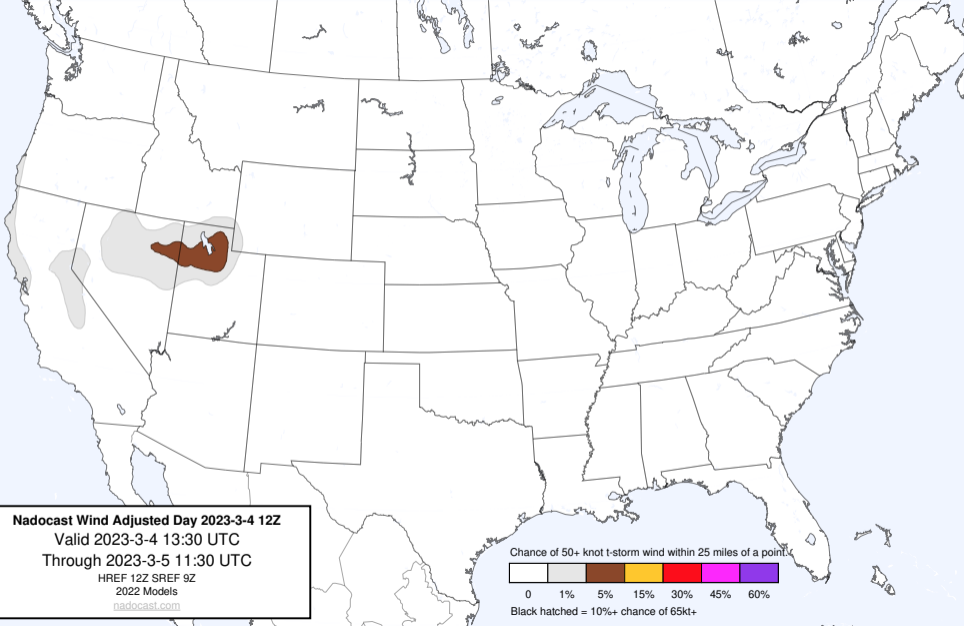 Nadocast Wind Adjusted Day 2023-3-4 12Z
Valid 2023-3-4 13:30 UTC
Through 2023-3-5 11:30 UTC
HREF 12Z SREF 9Z
2022 Models
nadocast.com
Chance of 50+ knot t-storm wind within 25 miles of a point.
0 1% 5% 15% 30% 45% 60%
Black hatched = 10%+ chance of 65kt+